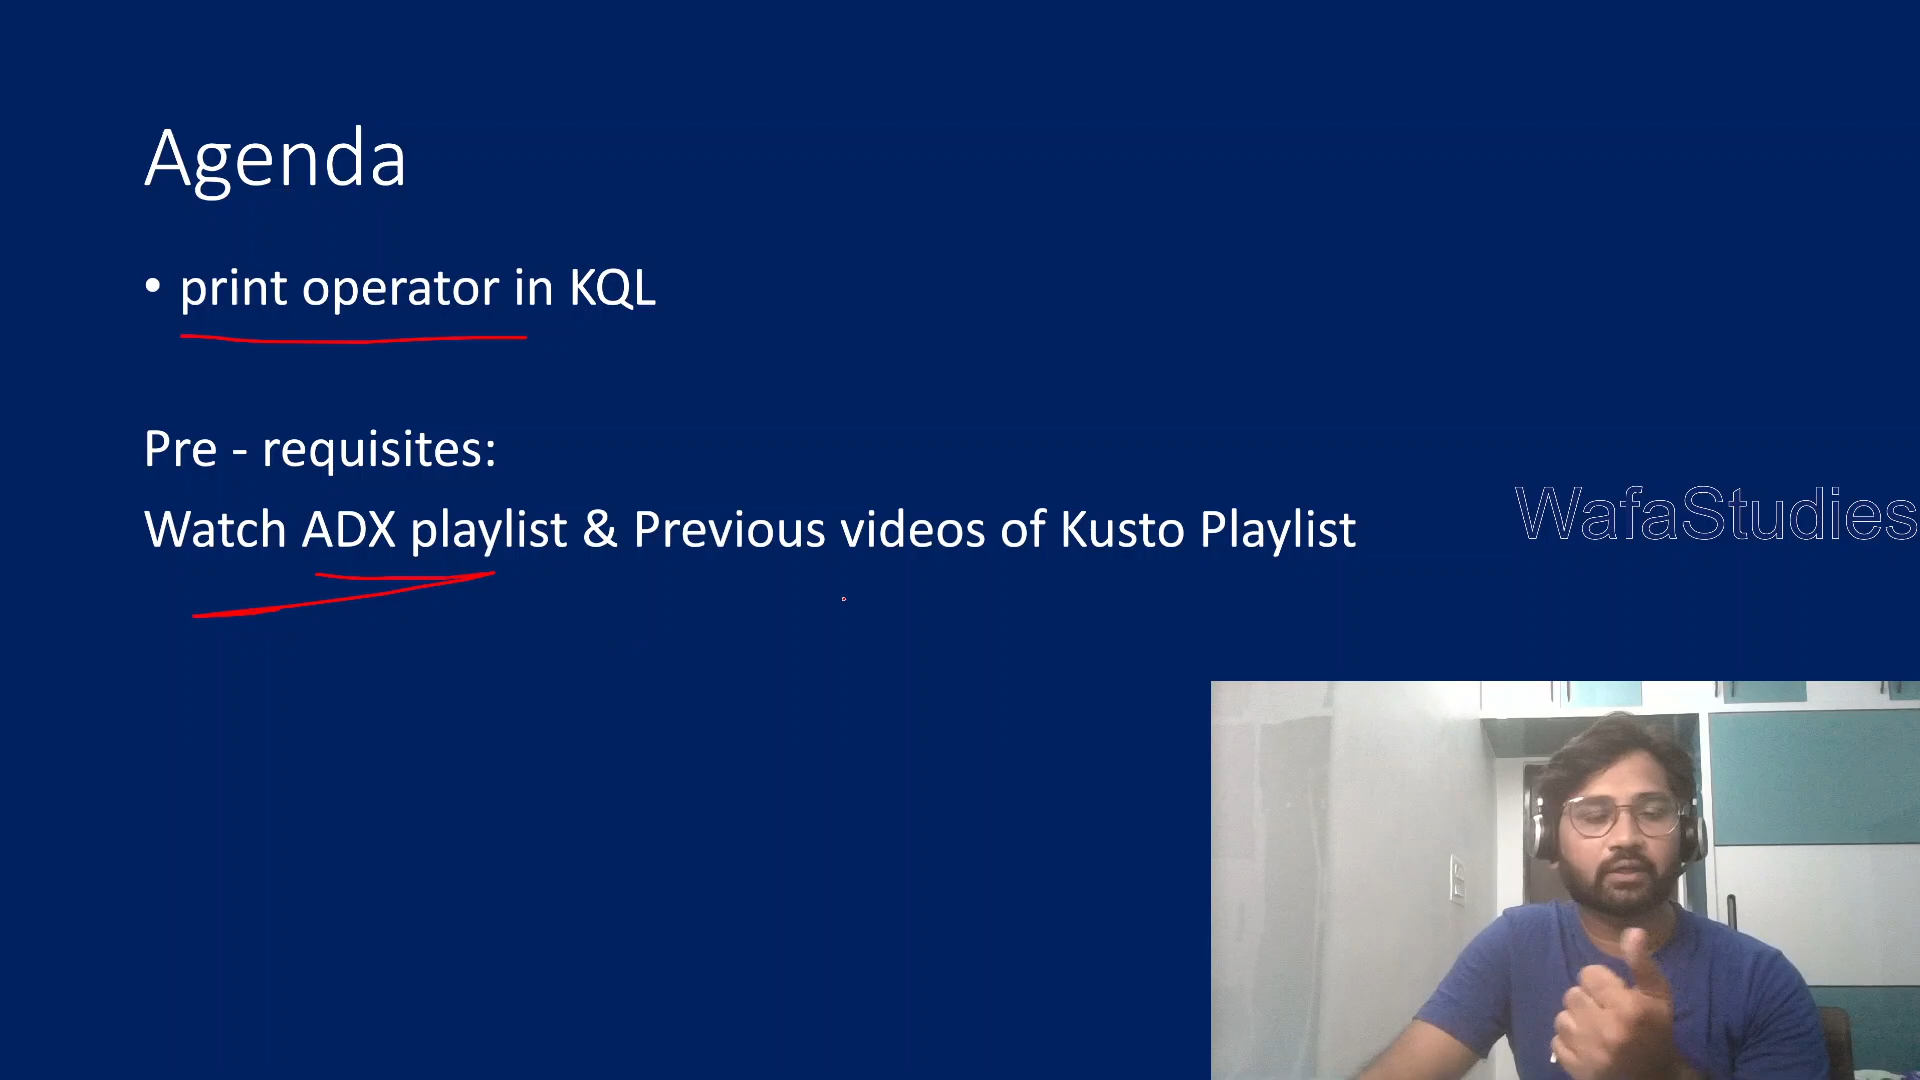 Agenda
• print operator in KQL
Pre - requisites:
Watch ADX playlist & Previous videos of Kusto Playlist
WafaStudies